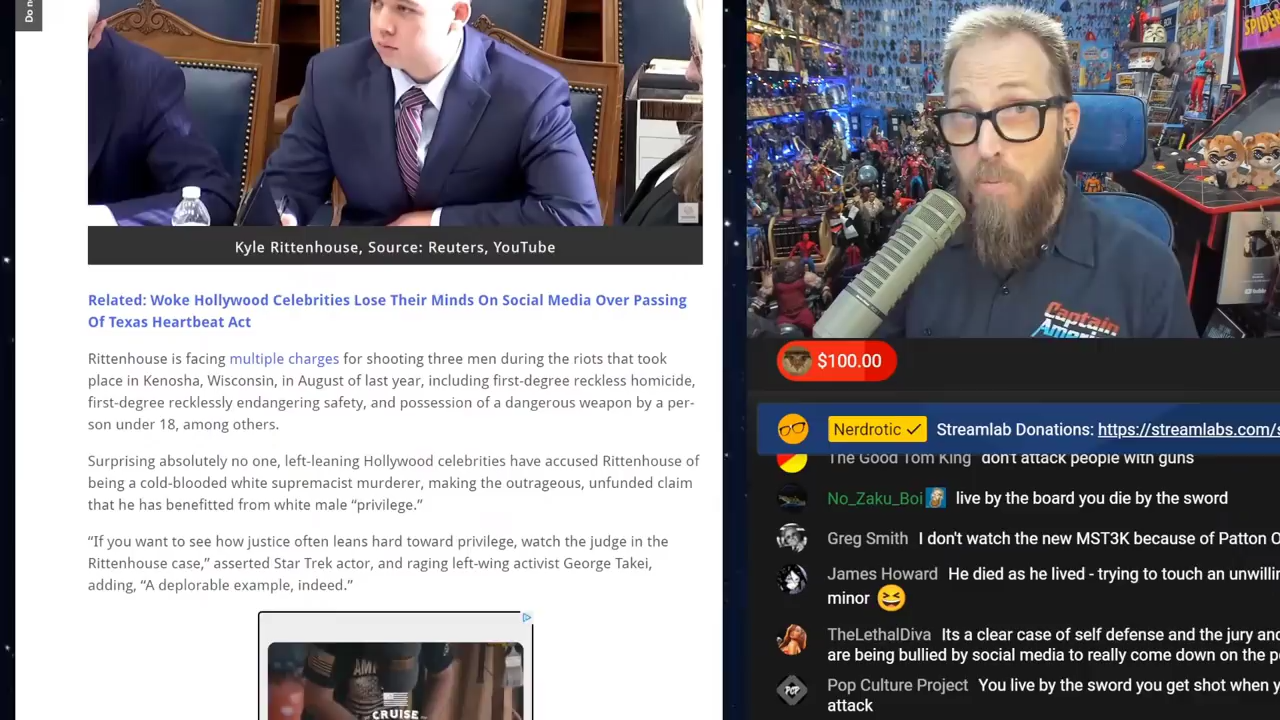 Do n
Kyle Rittenhouse, Source: Reuters, YouTube
Related: Woke Hollywood Celebrities Lose Their Minds On Social Media Over Passing
Of Texas Heartbeat Act
Rittenhouse is facing multiple charges for shooting three men during the riots that took
place in Kenosha, Wisconsin, in August of last year, including first-degree reckless homicide,
first-degree recklessly endangering safety, and possession of a dangerous weapon by a per-
son under 18, among others.
Surprising absolutely no one, left-leaning Hollywood celebrities have accused Rittenhouse of
being a cold-blooded white supremacist murderer, making the outrageous, unfunded claim
that he has benefitted from white male “privilege.”
“If you want to see how justice often leans hard toward privilege, watch the judge in the
Rittenhouse case,” asserted Star Trek actor, and raging left-wing activist George Takei,
adding, “A deplorable example, indeed.”
CRUISE
SPIDE
Captain
Ameri
$100.00
Nerdrotic Streamlab Donations: https://streamlabs.com/s
The Good Tom King don't attack people with guns
No_Zaku_Boi live by the board you die by the sword
Greg Smith I don't watch the new MST3K because of Patton O
James Howard He died as he lived - trying to touch an unwillin
minor
TheLethalDiva Its a clear case of self defense and the jury and
are being bullied by social media to really come down on the p
POP
Pop Culture Project You live by the sword you get shot when y
attack